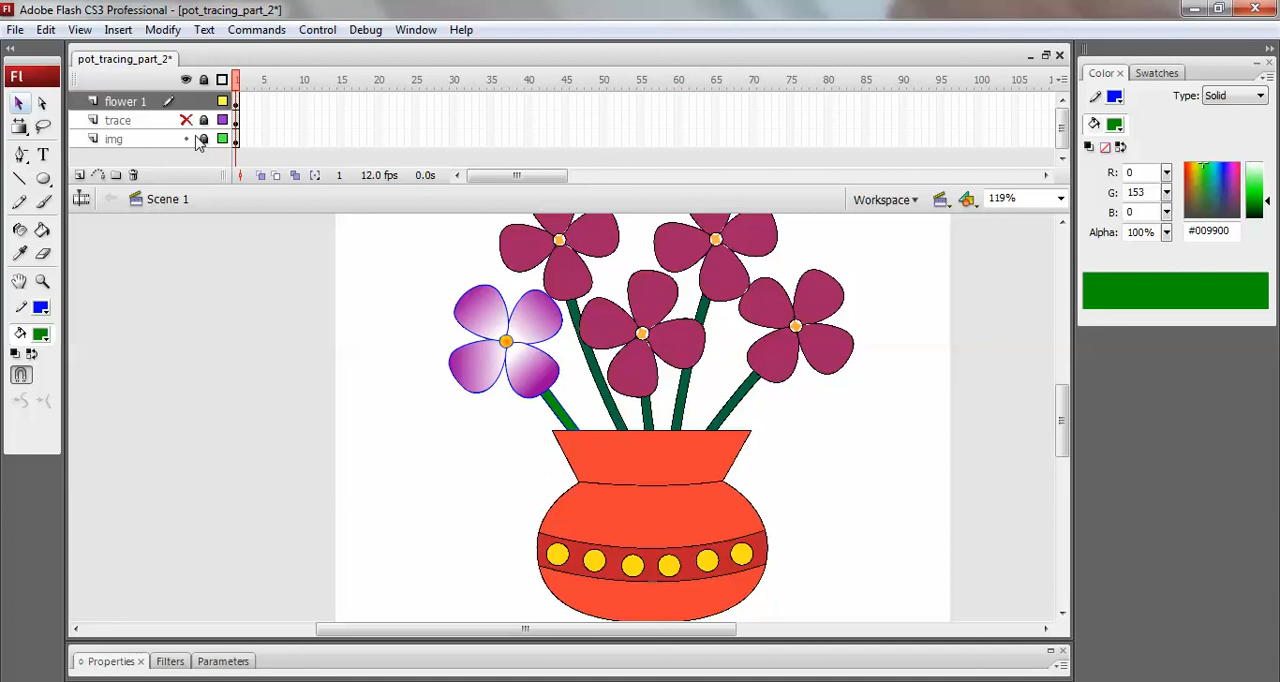 Fl Adobe Flash CS3 Professional - [pot_tracing_part_2*]
File Edit View Insert Modify Text Commands Control Debug Window Help
pot_tracing_part_2*
Color Swatches
1 5 10 15 20 25 30 35 40 45 50 55 60 65 70 75 80 85 90 95 100 105 1
Fl
Type: Solid
flower 1
trace
img
1 12.0 fps 0.0s
R: 0
G: 153
B: 0
Alpha: 100% #009900
Scene 1 Workspace 119%
Properties Filters Parameters